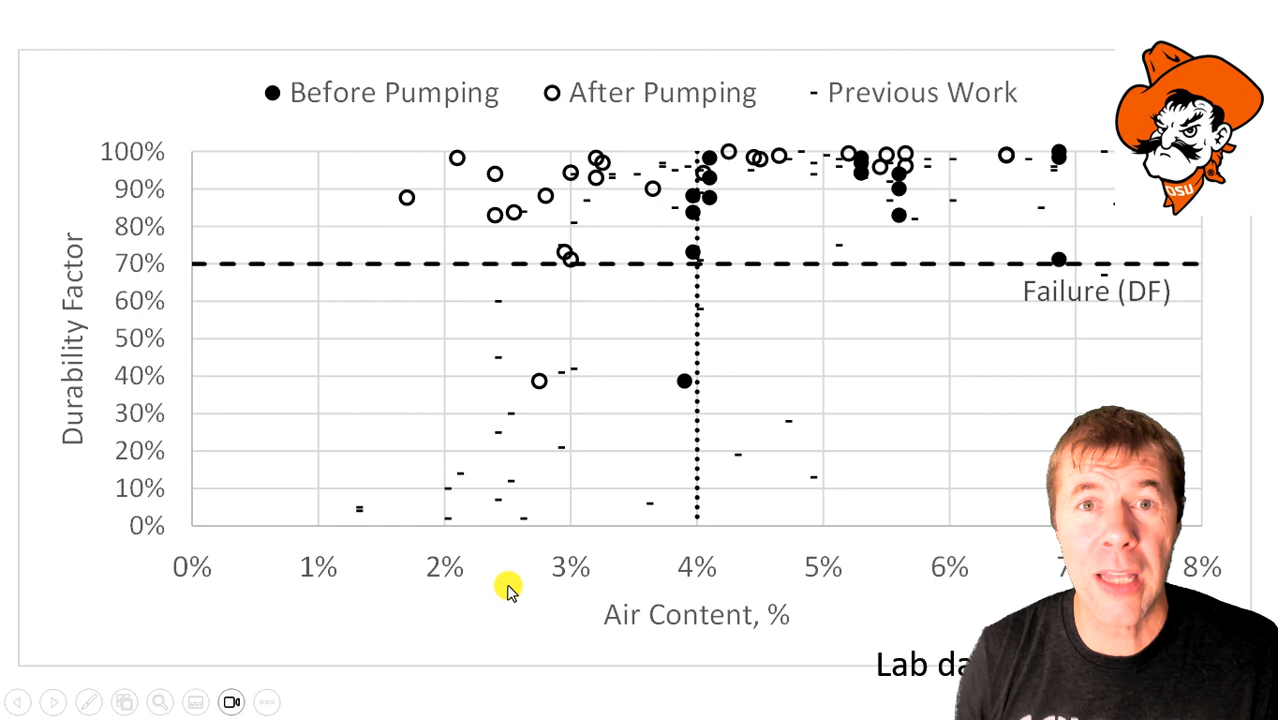 Before Pumping After Pumping Previous Work
100%
90%
80%
70%
60%
50%
40%
30%
20%
10%
0%
Durability Factor
OSU
Failure (DF)
0% 1% 2% 3% 4% 5% 6% 8%
Air Content, %
Lab